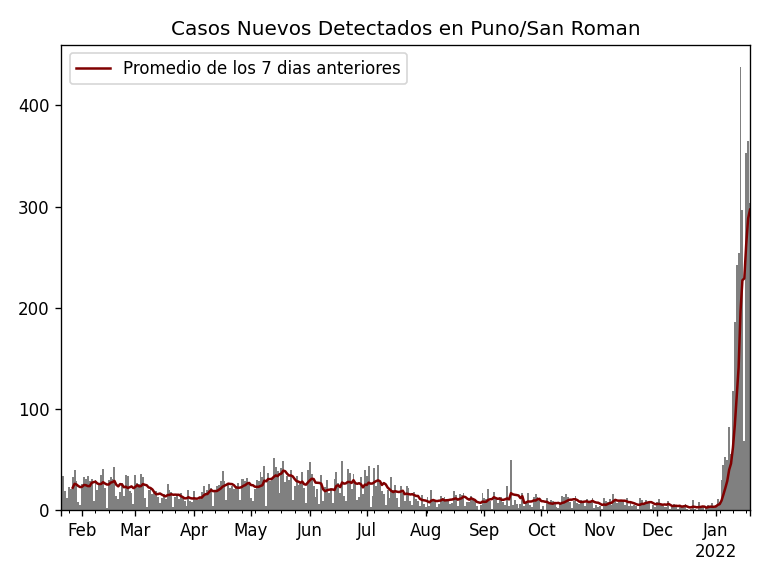 Casos Nuevos Detectados en Puno/San Roman
Promedio de los 7 dias anteriores
400
300
200
100
0
Feb Mar Apr May Jun Jul Aug Sep Oct Nov Dec Jan
2022